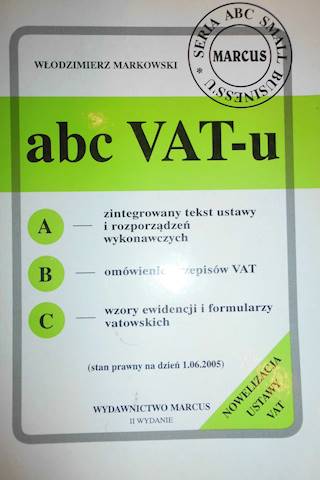 WŁODZIMIERZ MARKOWSKI
* SERIA ABC SMALL BUSINESS'U
MARCUS
abc VAT-u
A — zintegrowany tekst ustawy
i rozporządzeń
wykonawczych
B — omówienie przepisów VAT
C — wzory ewidencji i formularzy
vatowskich
(stan prawny na dzień 1.06.2005)
NOWELIZACJA
USTAWY
VAT
WYDAWNICTWO MARCUS
II WYDANIE